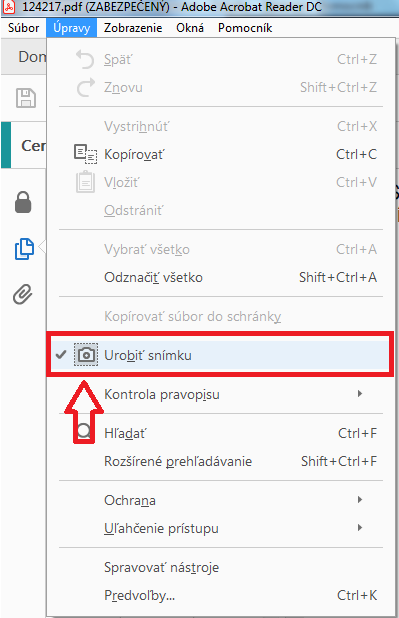 124217.pdf (ZABEZPEČENÝ) - Adobe Acrobat Reader DC
Súbor Úpravy Zobrazenie Okná Pomocník
Dom
Späť Ctrl+Z
Znovu Shift+Ctrl+Z
Vystrihnúť Ctrl+X
Cer
Kopírovať Ctrl+C
Vložiť Ctrl+V
Odstrániť
Vybrať všetko Ctrl+A
Odznačiť všetko Shift+Ctrl+A
Kopírovať súbor do schránky
Urobiť snímku
Kontrola pravopisu
Hľadať Ctrl+F
Rozšírené prehľadávanie Shift+Ctrl+F
Ochrana
Uľahčenie prístupu
Spravovať nástroje
Predvoľby... Ctrl+K